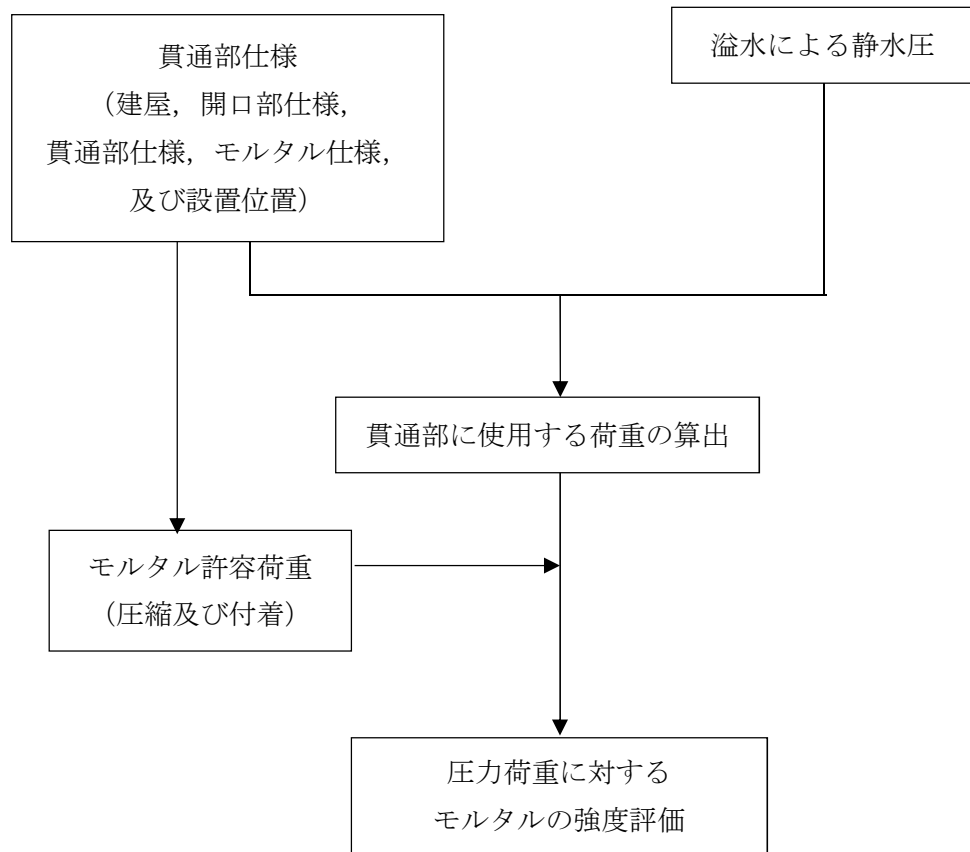 貫通部仕様
（建屋，開口部仕様，
貫通部仕様，モルタル仕様，
及び設置位置）
溢水による静水圧
貫通部に使用する荷重の算出
モルタル許容荷重
（圧縮及び付着）
圧力荷重に対する
モルタルの強度評価